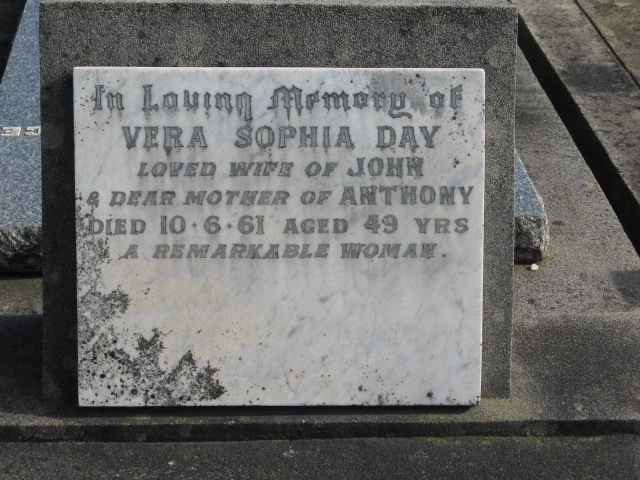 In Loving Memory of
VERA SOPHIA DAY
LOVED WIFE OF JOHN
& DEAR MOTHER OF ANTHONY
DIED 10·6·61 AGED 49 YRS
A REMARKABLE WOMAN.